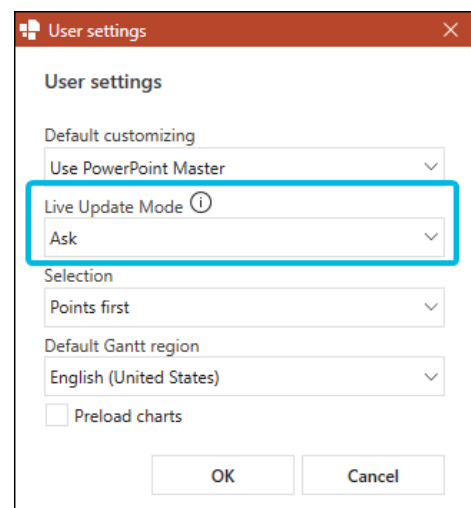 User settings
User settings
Default customizing
Use PowerPoint Master
Live Update Mode
Ask
Selection
Points first
Default Gantt region
English (United States)
Preload charts
OK Cancel